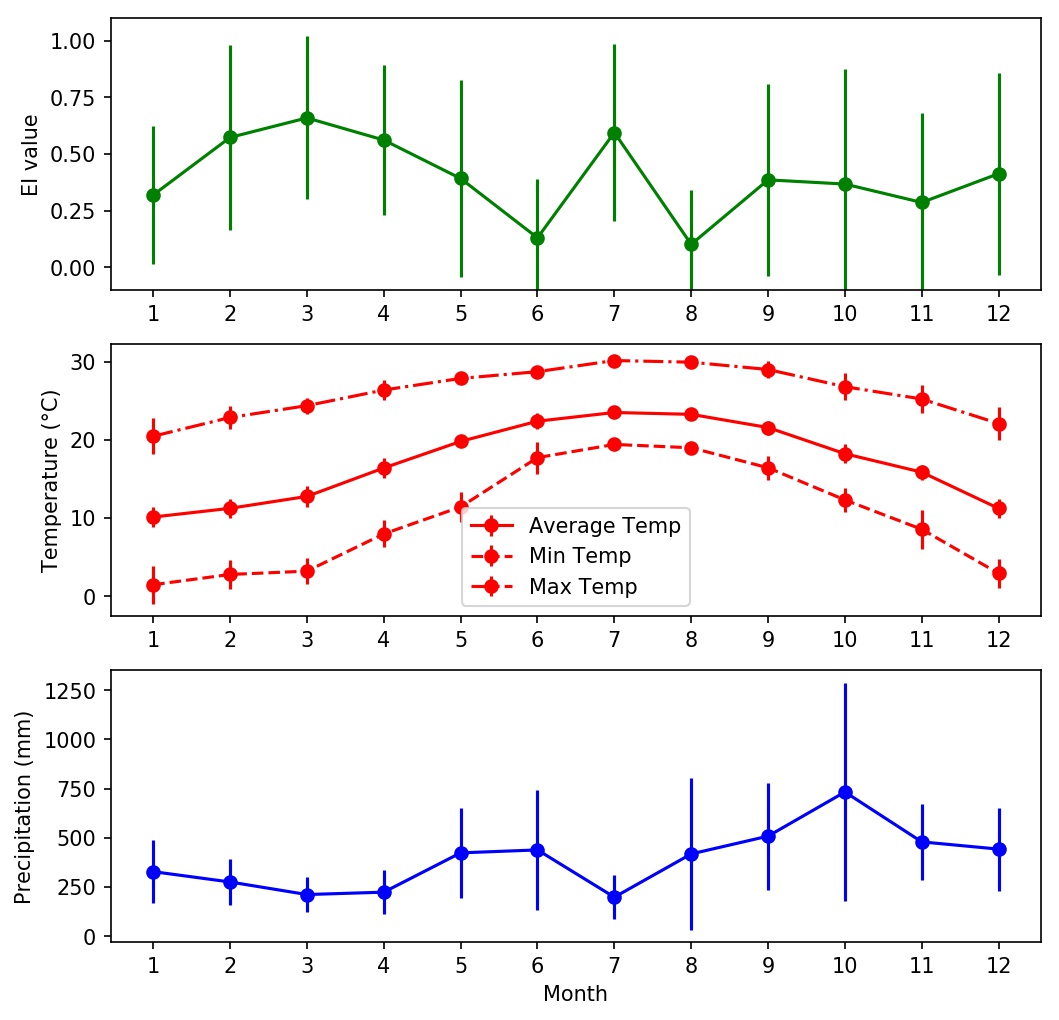 EI value
1.00
0.75
0.50
0.25
0.00
1 2 3 4 5 6 7 8 9 10 11 12
Temperature (°C)
30
20
10
0
Average Temp
Min Temp
Max Temp
1 2 3 4 5 6 7 8 9 10 11 12
Precipitation (mm)
1250
1000
750
500
250
0
1 2 3 4 5 6 7 8 9 10 11 12
Month